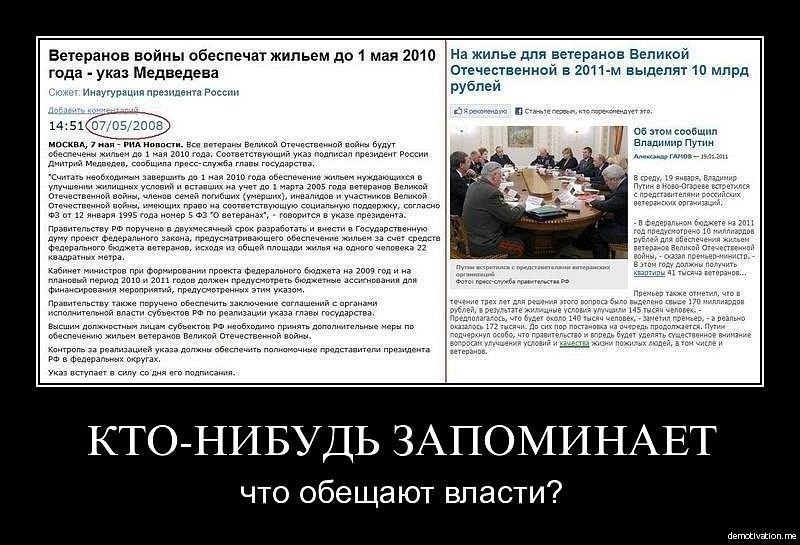 Ветеранов войны обеспечат жильем до 1 мая 2010
года - указ Медведева
Сюжет: Инаугурация президента России
Добавить комментарий
14:51 07/05/2008
МОСКВА, 7 мая - РИА Новости. Все ветераны Великой Отечественной войны будут
обеспечены жильем до 1 мая 2010 года. Соответствующий указ подписал президент России
Дмитрий Медведев, сообщила пресс-служба главы государства.
"Считать необходимым завершить до 1 мая 2010 года обеспечение жильем нуждающихся в
улучшении жилищных условий и вставших на учет до 1 марта 2005 года ветеранов Великой
Отечественной войны, членов семей погибших (умерших), инвалидов и участников Великой
Отечественной войны, имеющих право на соответствующую социальную поддержку, согласно
ФЗ от 12 января 1995 года номер 5 ФЗ "О ветеранах", - говорится в указе президента.
Правительству РФ поручено в двухмесячный срок разработать и внести в Государственную
думу проект федерального закона, предусматривающего обеспечение жильем за счет средств
федерального бюджета ветеранов, исходя из общей площади жилья на одного человека 22
квадратных метра.
Кабинет министров при формировании проекта федерального бюджета на 2009 год и на
плановый период 2010 и 2011 годов должен предусмотреть бюджетные ассигнования для
финансирования мероприятий, предусмотренных этим указом.
Правительству также поручено обеспечить заключение соглашений с органами
исполнительной власти субъектов РФ по реализации указа главы государства.
Высшим должностным лицам субъектов РФ необходимо принять дополнительные меры по
обеспечению жильем ветеранов Великой Отечественной войны.
Контроль за реализацией указа должны обеспечить полномочные представители президента
РФ в федеральных округах.
Указ вступает в силу со дня его подписания.
На жилье для ветеранов Великой
Отечественной в 2011-м выделят 10 млрд
рублей
Я рекомендую Станьте первым, кто порекомендует это.
Об этом сообщил
Владимир Путин
Александр ГАМОВ — 19.01.2011
В среду, 19 января, Владимир
Путин в Ново-Огареве встретился
с представителями российских
ветеранских организаций.
- В федеральном бюджете на 2011
год предусмотрено 10 миллиардов
рублей для обеспечения жильем
ветеранов Великой Отечественной
войны, - сказал премьер-министр. -
В этом году должны получить
квартиры 41 тысяча ветеранов...
Путин встретился с представителями ветеранских
организаций
Фото: пресс-служба правительства РФ
Премьер также отметил, что в
течение трех лет для решения этого вопроса было выделено свыше 170 миллиардов
рублей, в результате жилищные условия улучшили 145 тысяч человек. -
Предполагалось, что будет около 140 тысяч человек, - заметил премьер, - а реально
оказалось 172 тысячи. До сих пор постановка на очередь продолжается. Путин
подчеркнул особо, что правительство и впредь будет уделять существенное внимание
вопросам улучшения условий и качества жизни пожилых людей, в том числе и
ветеранов.
КТО-НИБУДЬ ЗАПОМИНАЕТ
что обещают власти?
demotivation.me